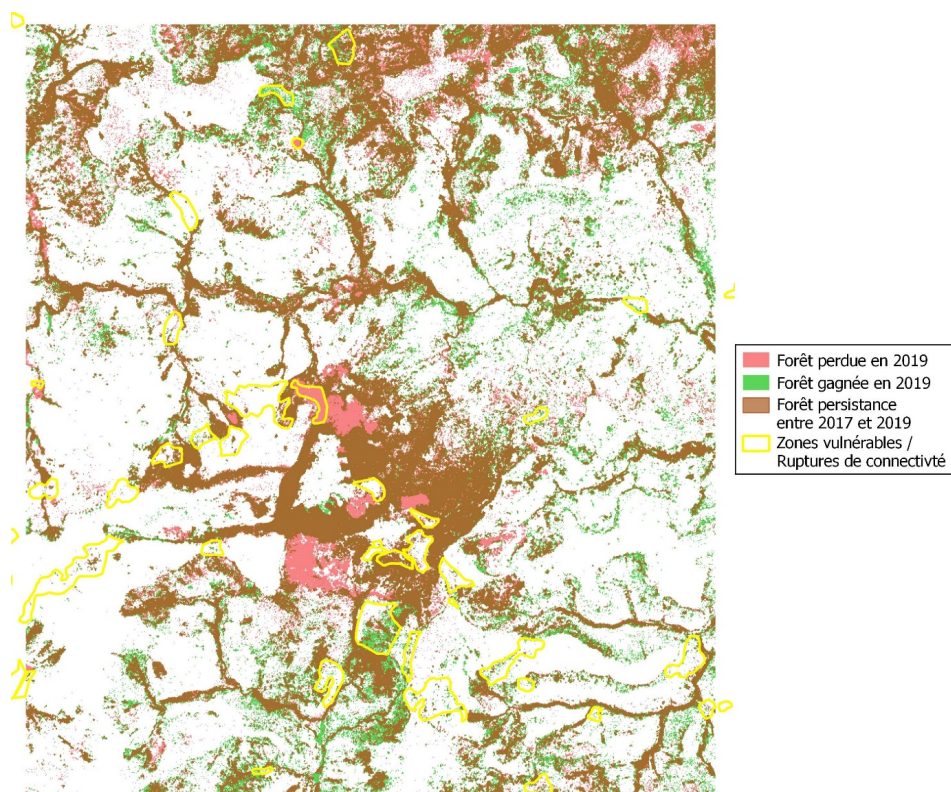 Forêt perdue en 2019
Forêt gagnée en 2019
Forêt persistance
entre 2017 et 2019
Zones vulnérables /
Ruptures de connectivté